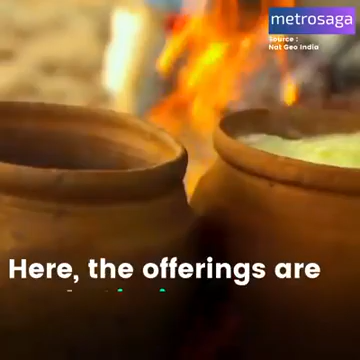 metrosaga
Source :
Nat Geo India
Here, the offerings are